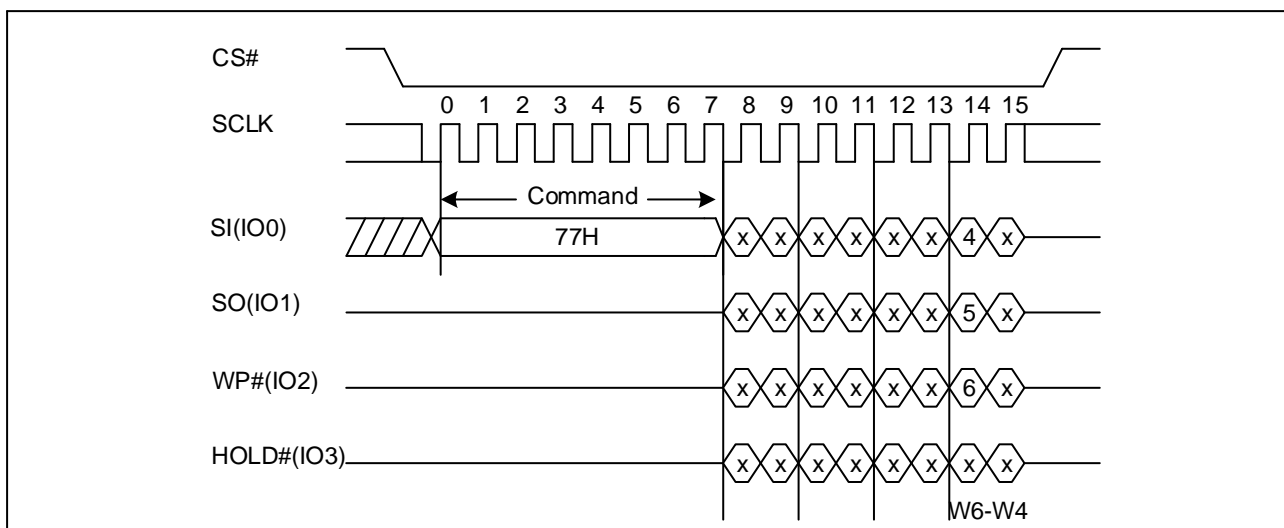 CS#
0 1 2 3 4 5 6 7 8 9 10 11 12 13 14 15
SCLK
Command
SI(IO0)
77H x x x x x x 4 x
SO(IO1)
x x x x x x 5 x
WP#(IO2)
x x x x x x 6 x
HOLD#(IO3)
x x x x x x x x
W6-W4